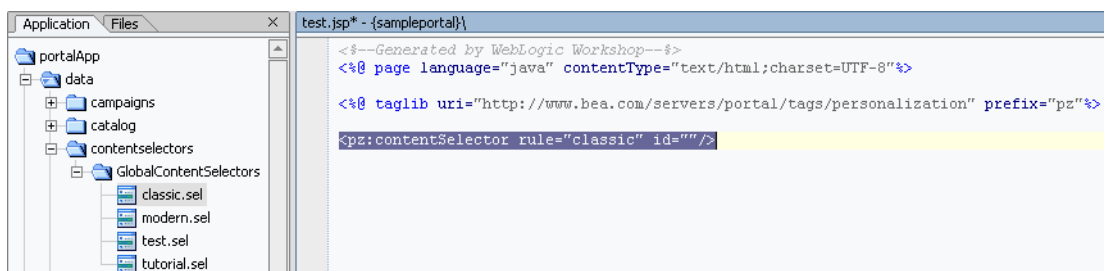 Application Files ×
portalApp
data
campaigns
catalog
contentselectors
GlobalContentSelectors
classic.sel
modern.sel
test.sel
tutorial.sel
test.jsp* - {sampleportal}\
<%--Generated by WebLogic Workshop--%>
<%@ page language="java" contentType="text/html;charset=UTF-8"%>
<%@ taglib uri="http://www.bea.com/servers/portal/tags/personalization" prefix="pz"%>
<pz:contentSelector rule="classic" id=""/>